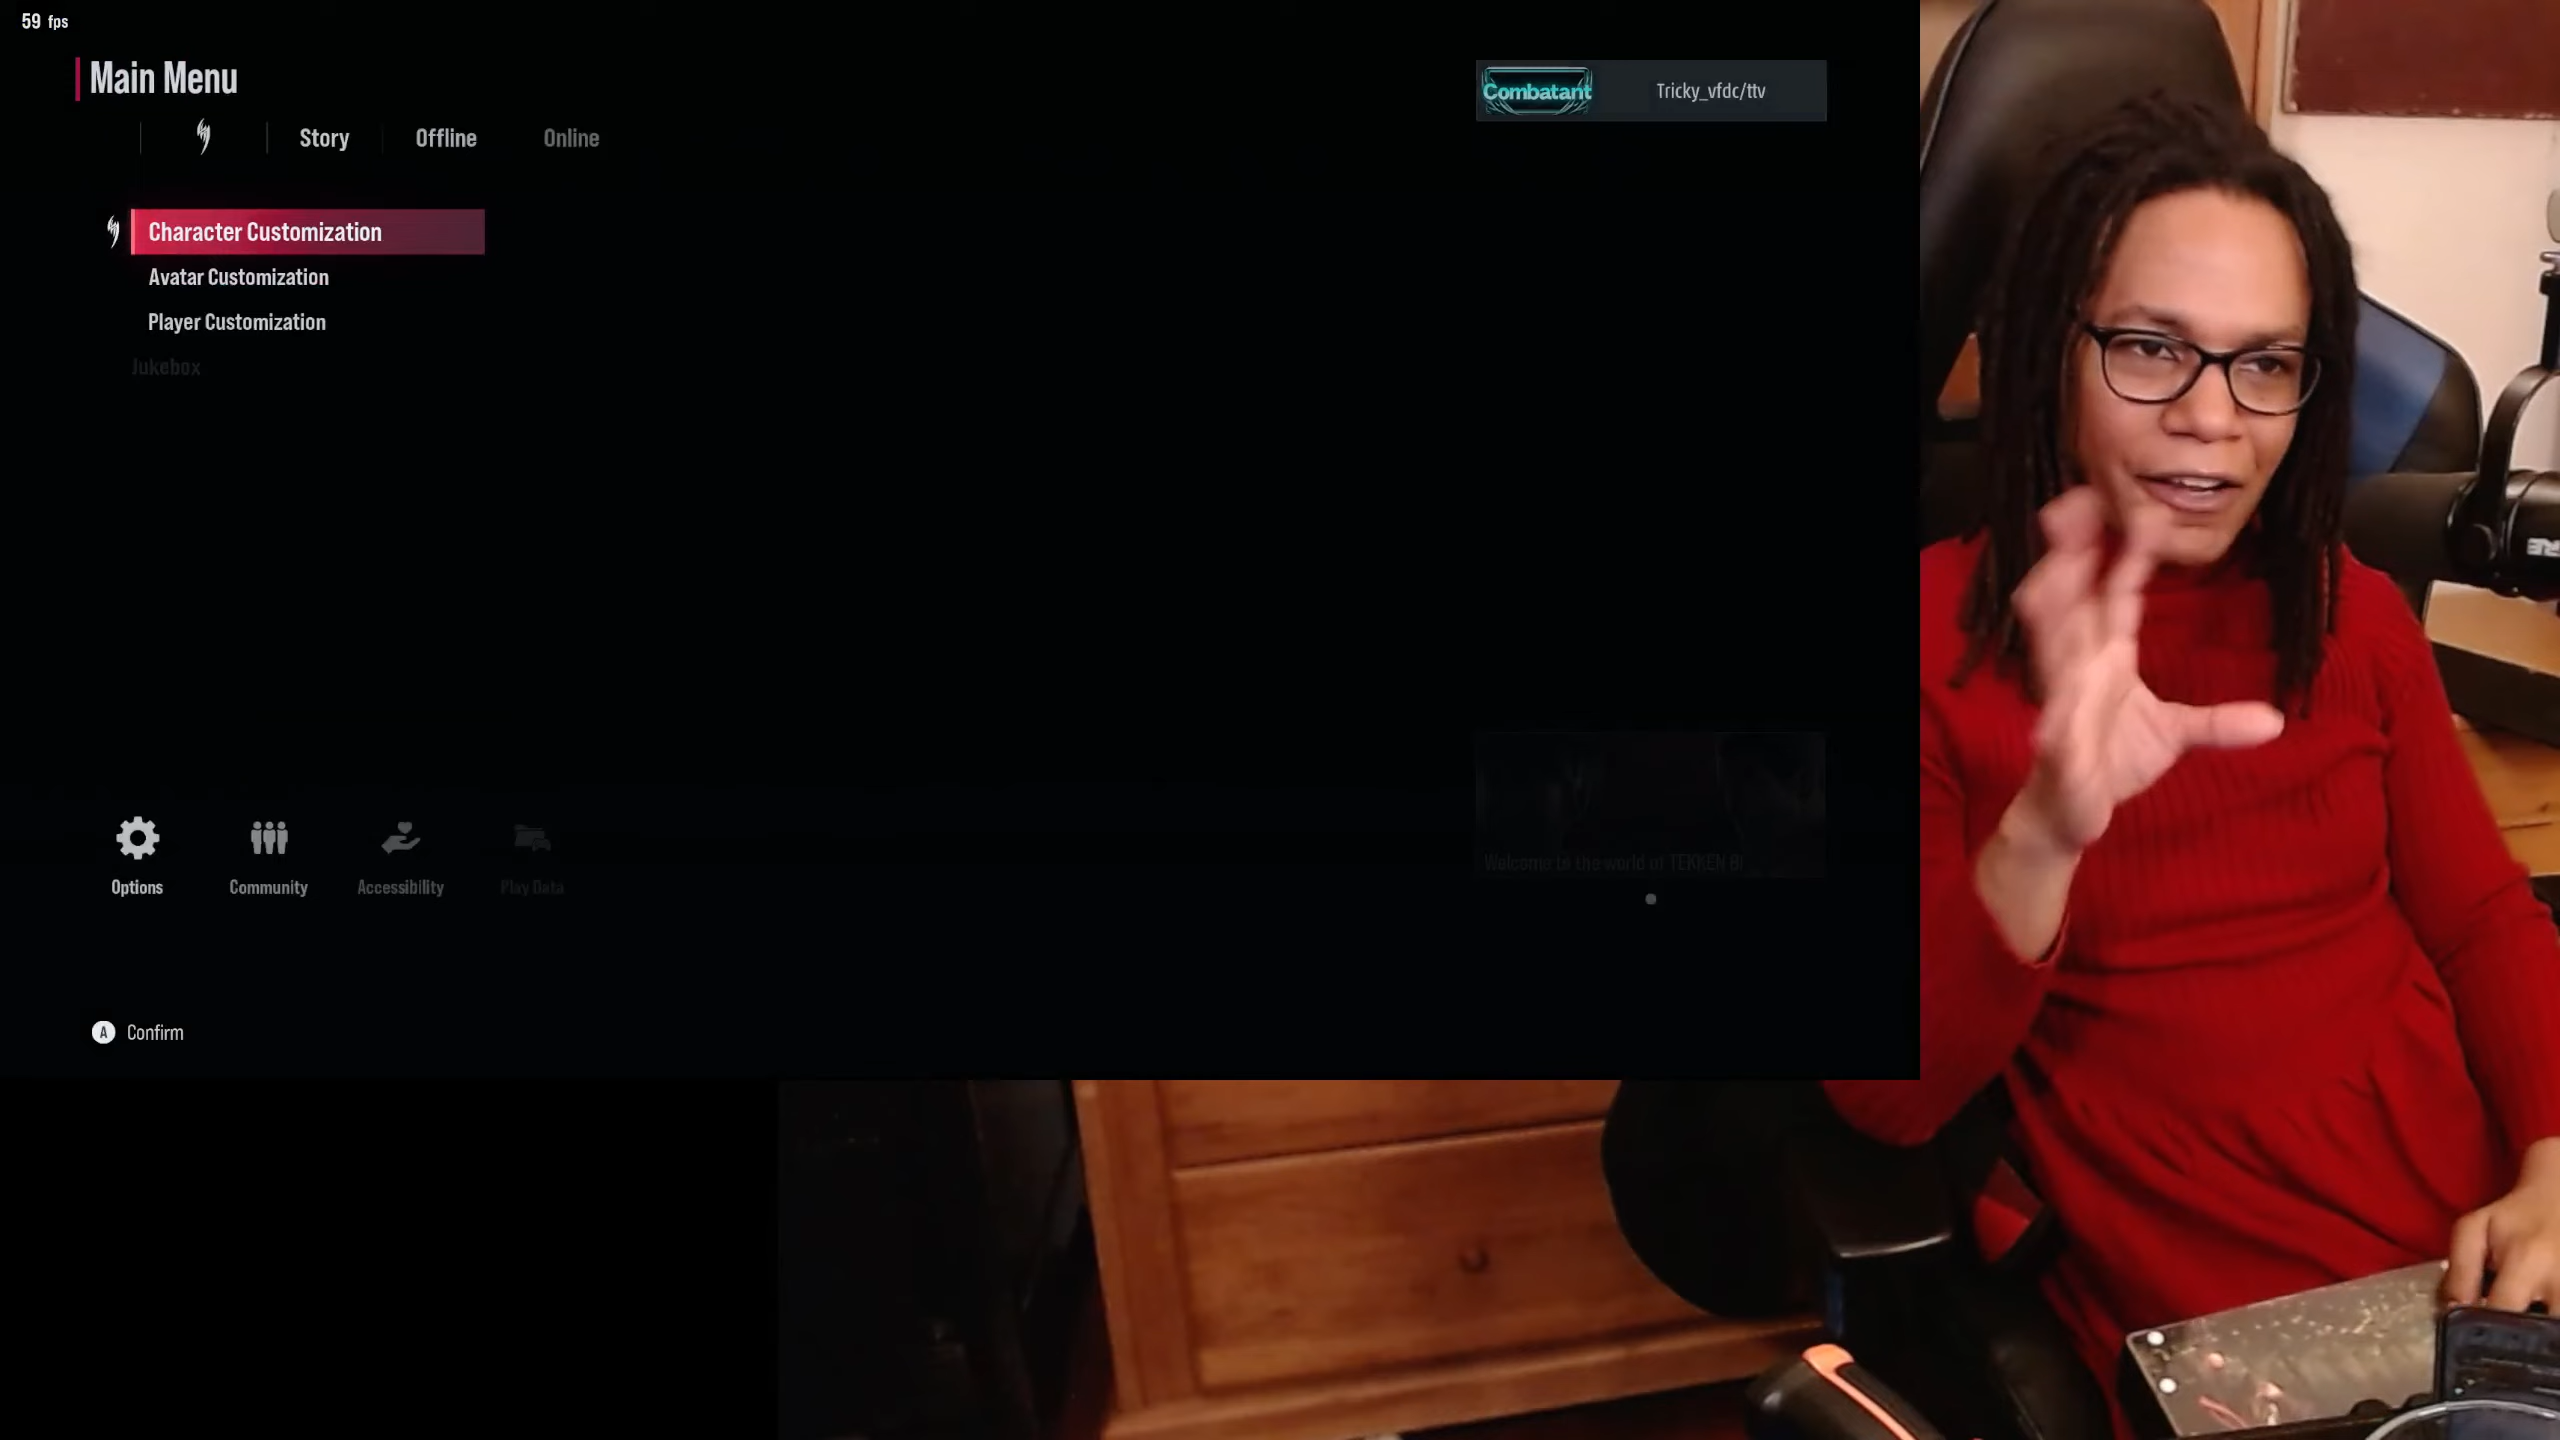 59 fps
Main Menu
Combatant
Tricky_vfdc/ttv
Story
Offline
Online
Character Customization
Avatar Customization
Player Customization
Jukebox
Welcome to the world of TEKKEN 8!
Options
Community
Accessibility
Play Data
A Confirm